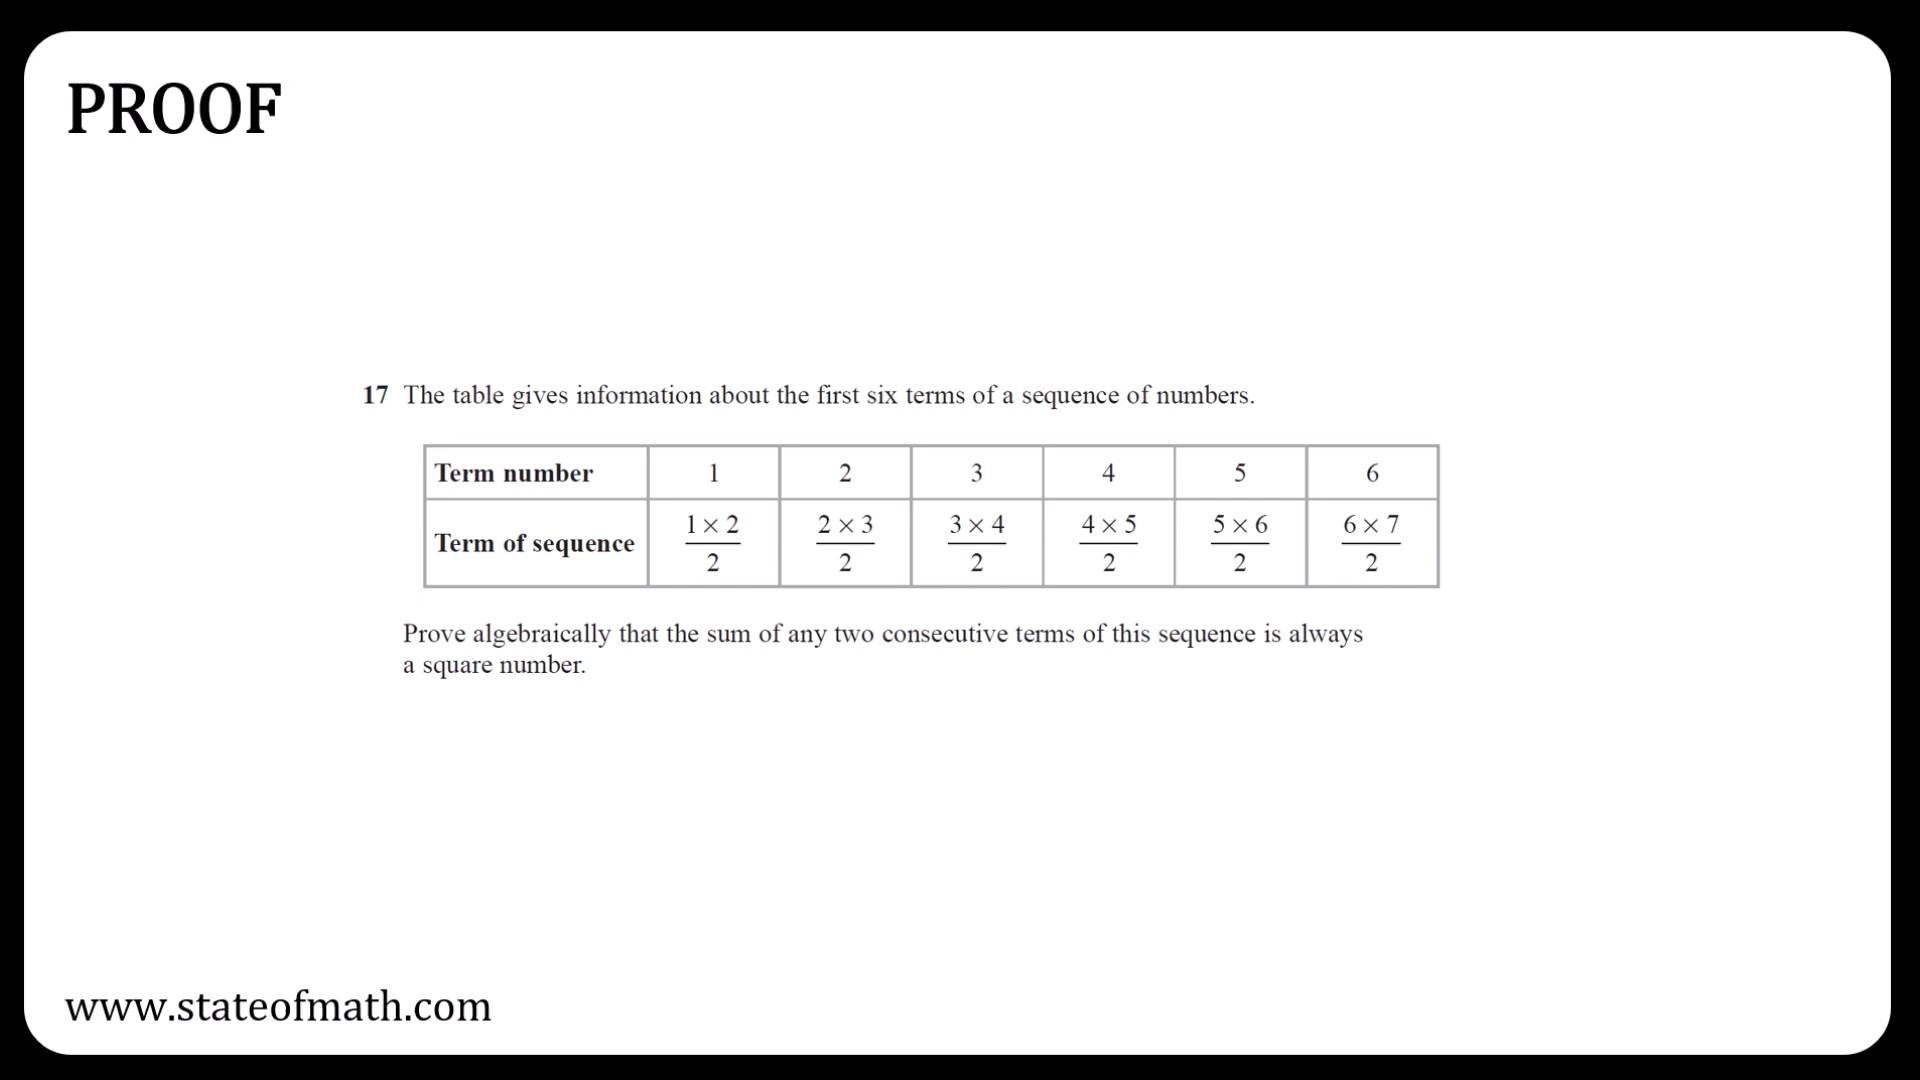 PROOF
17 The table gives information about the first six terms of a sequence of numbers.
Term number 1 2 3 4 5 6
Term of sequence 1 × 2 / 2 2 × 3 / 2 3 × 4 / 2 4 × 5 / 2 5 × 6 / 2 6 × 7 / 2
Prove algebraically that the sum of any two consecutive terms of this sequence is always
a square number.
www.stateofmath.com